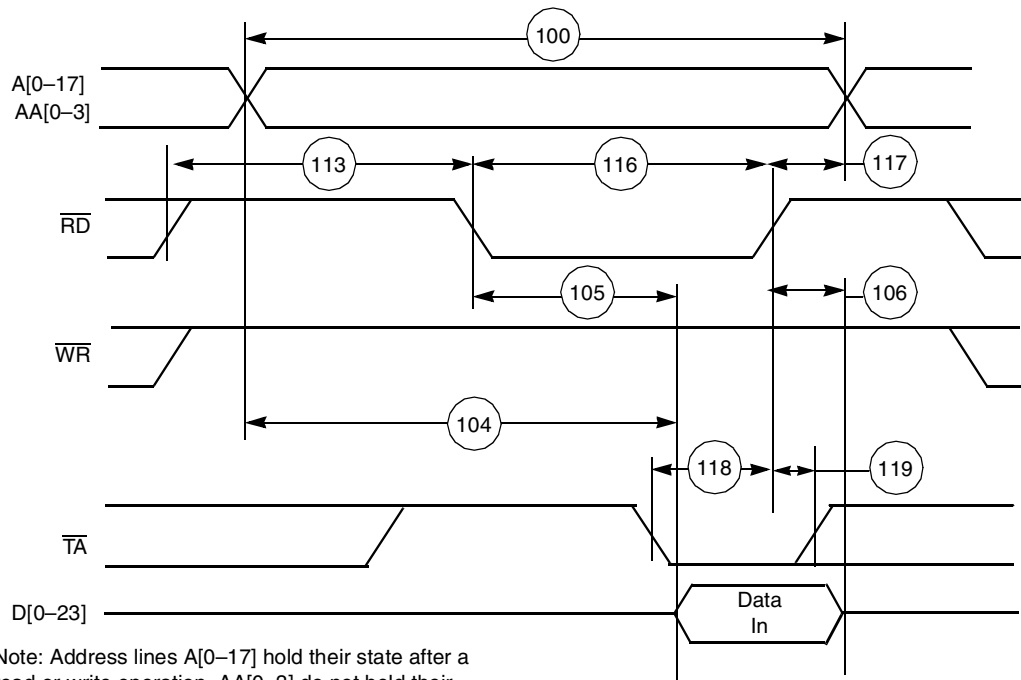 100
A[0–17]
AA[0–3]
113
116
117
RD
105
106
WR
104
118
119
TA
D[0–23]
Data
In
Note: Address lines A[0–17] hold their state after a
read or write operation. AA[0–3] do not hold their